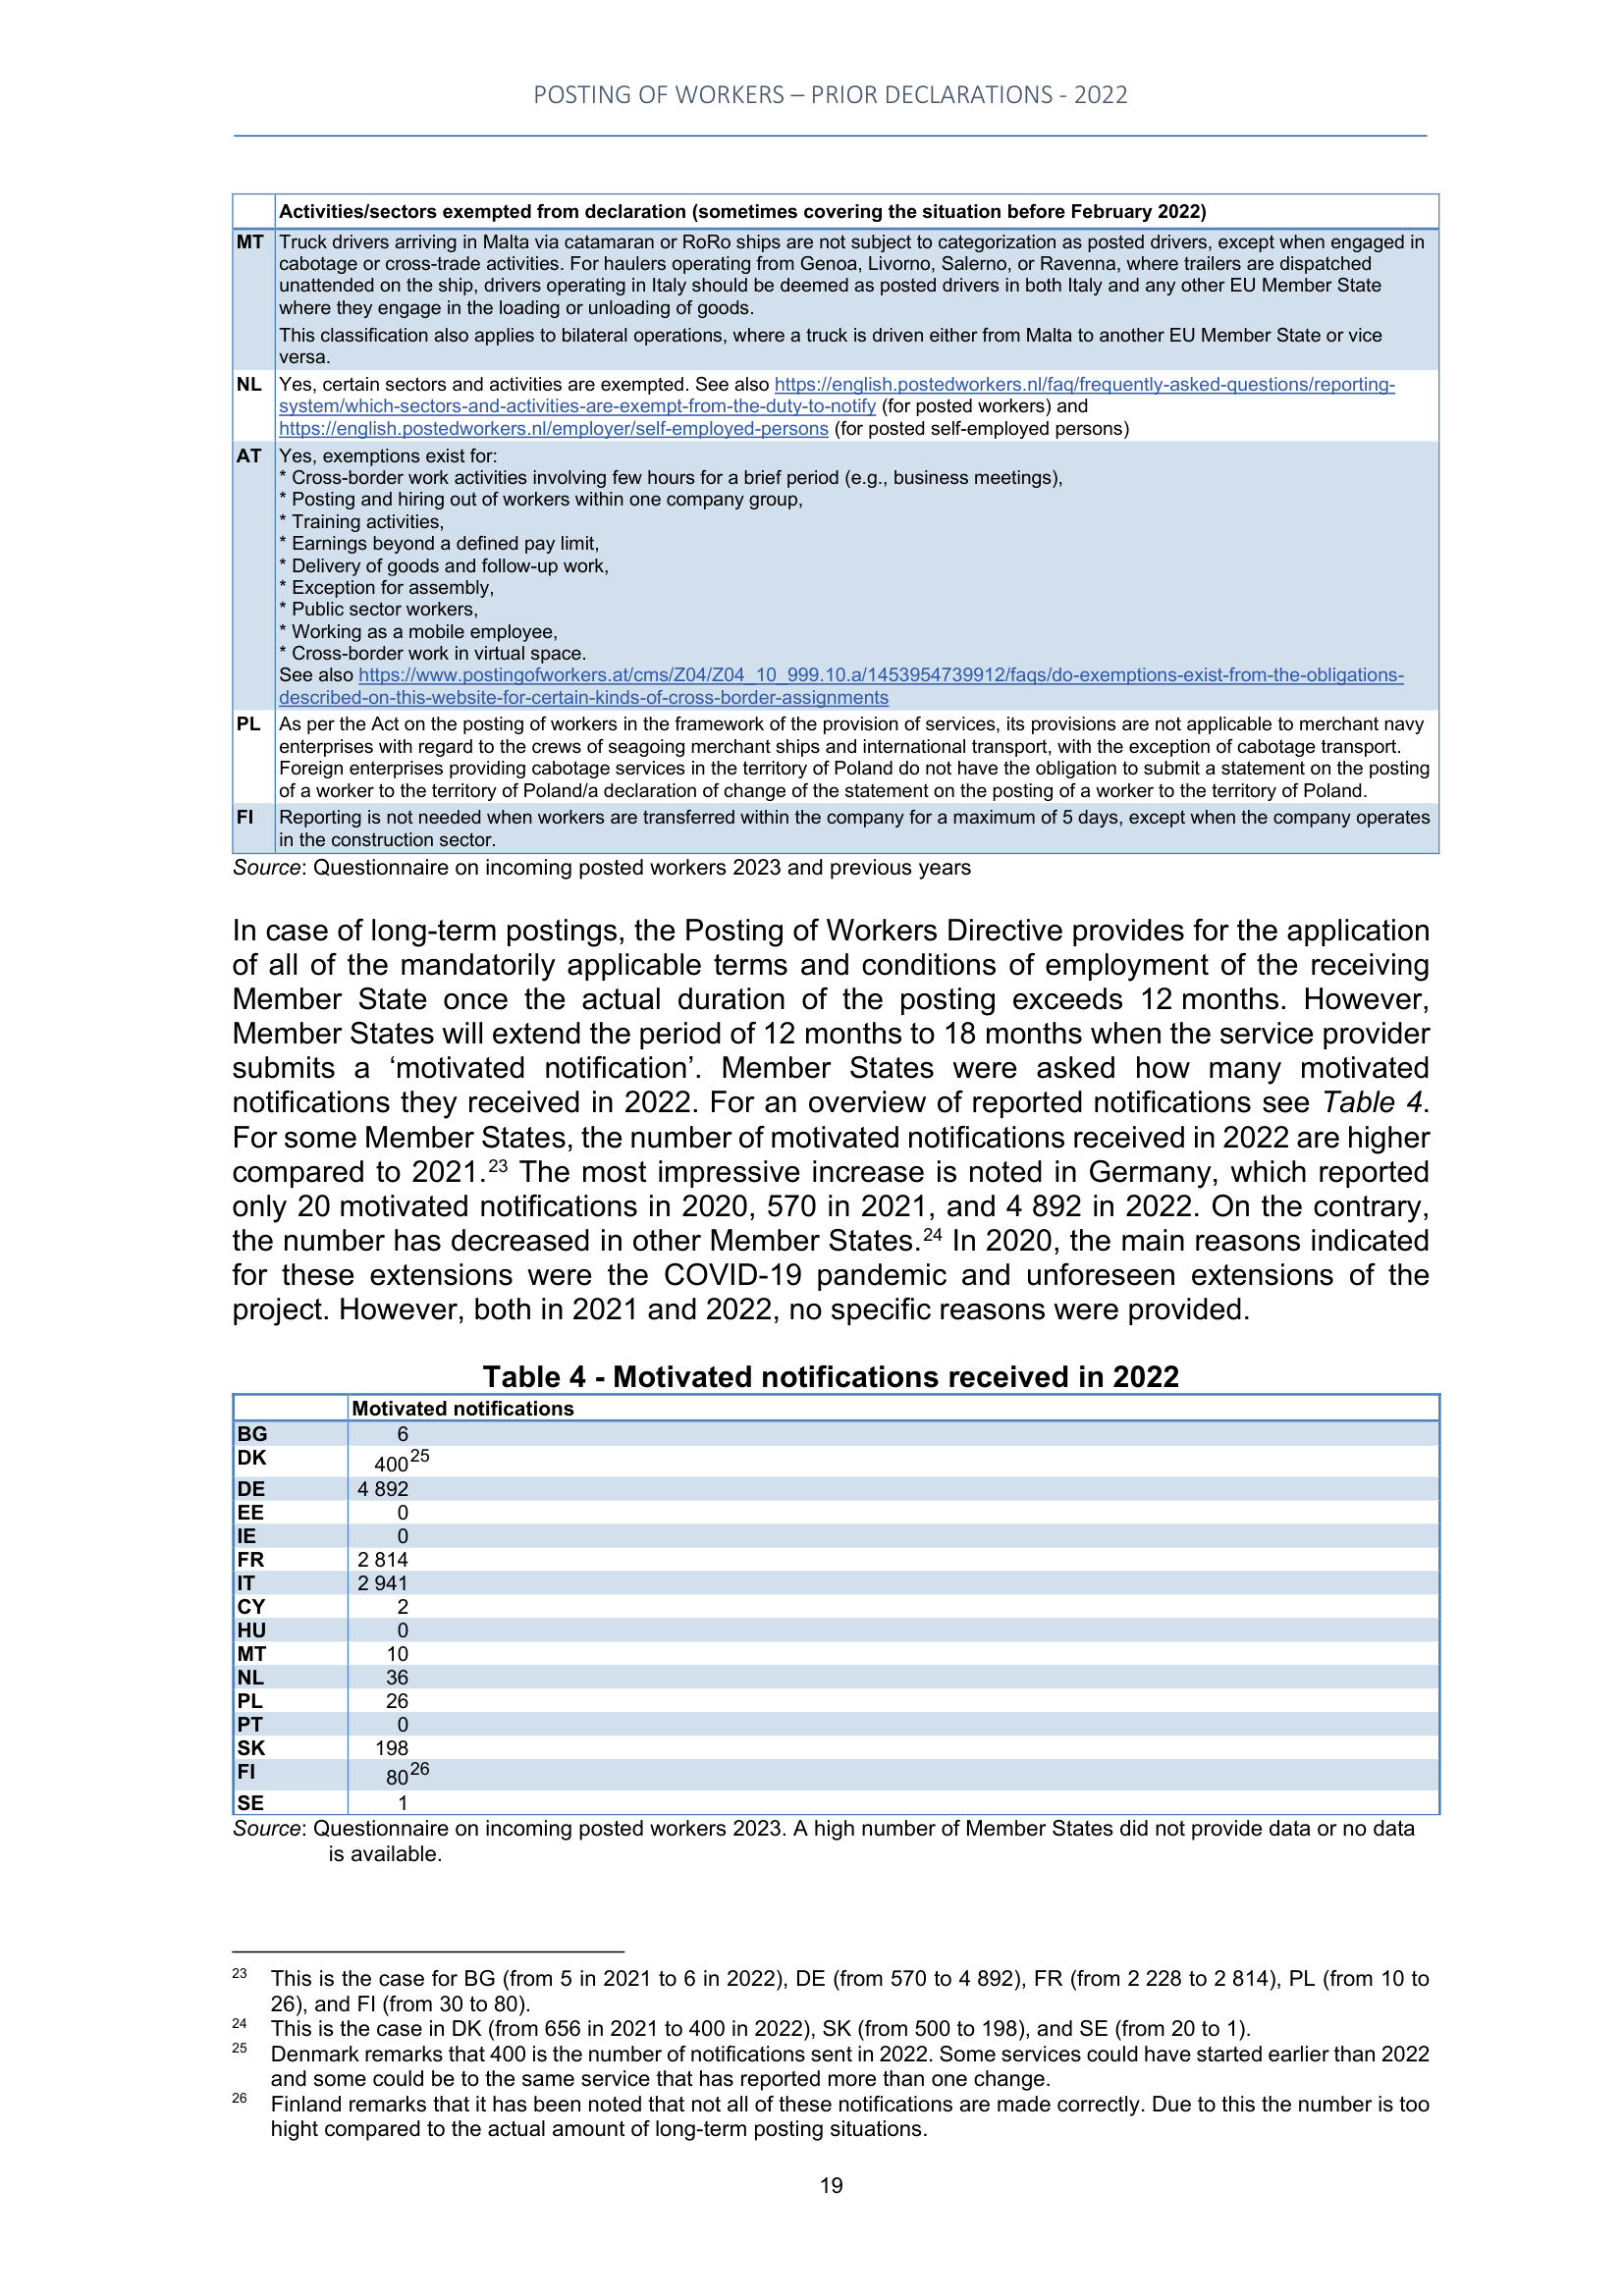 POSTING OF WORKERS – PRIOR DECLARATIONS - 2022
Activities/sectors exempted from declaration (sometimes covering the situation before February 2022)
MT Truck drivers arriving in Malta via catamaran or RoRo ships are not subject to categorization as posted drivers, except when engaged in
cabotage or cross-trade activities. For haulers operating from Genoa, Livorno, Salerno, or Ravenna, where trailers are dispatched
unattended on the ship, drivers operating in Italy should be deemed as posted drivers in both Italy and any other EU Member State
where they engage in the loading or unloading of goods.
This classification also applies to bilateral operations, where a truck is driven either from Malta to another EU Member State or vice
versa.
NL Yes, certain sectors and activities are exempted. See also https://english.postedworkers.nl/faq/frequently-asked-questions/reporting-
system/which-sectors-and-activities-are-exempt-from-the-duty-to-notify (for posted workers) and
https://english.postedworkers.nl/employer/self-employed-persons (for posted self-employed persons)
AT Yes, exemptions exist for:
* Cross-border work activities involving few hours for a brief period (e.g., business meetings),
* Posting and hiring out of workers within one company group,
* Training activities,
* Earnings beyond a defined pay limit,
* Delivery of goods and follow-up work,
* Exception for assembly,
* Public sector workers,
* Working as a mobile employee,
* Cross-border work in virtual space.
See also https://www.postingofworkers.at/cms/Z04/Z04_10_999.10.a/1453954739912/faqs/do-exemptions-exist-from-the-obligations-
described-on-this-website-for-certain-kinds-of-cross-border-assignments
PL As per the Act on the posting of workers in the framework of the provision of services, its provisions are not applicable to merchant navy
enterprises with regard to the crews of seagoing merchant ships and international transport, with the exception of cabotage transport.
Foreign enterprises providing cabotage services in the territory of Poland do not have the obligation to submit a statement on the posting
of a worker to the territory of Poland/a declaration of change of the statement on the posting of a worker to the territory of Poland.
FI Reporting is not needed when workers are transferred within the company for a maximum of 5 days, except when the company operates
in the construction sector.
Source: Questionnaire on incoming posted workers 2023 and previous years
In case of long-term postings, the Posting of Workers Directive provides for the application
of all of the mandatorily applicable terms and conditions of employment of the receiving
Member State once the actual duration of the posting exceeds 12 months. However,
Member States will extend the period of 12 months to 18 months when the service provider
submits a ‘motivated notification’. Member States were asked how many motivated
notifications they received in 2022. For an overview of reported notifications see Table 4.
For some Member States, the number of motivated notifications received in 2022 are higher
compared to 2021.23 The most impressive increase is noted in Germany, which reported
only 20 motivated notifications in 2020, 570 in 2021, and 4 892 in 2022. On the contrary,
the number has decreased in other Member States.24 In 2020, the main reasons indicated
for these extensions were the COVID-19 pandemic and unforeseen extensions of the
project. However, both in 2021 and 2022, no specific reasons were provided.
Table 4 - Motivated notifications received in 2022
Motivated notifications
BG 6
DK 40025
DE 4 892
EE 0
IE 0
FR 2 814
IT 2 941
CY 2
HU 0
MT 10
NL 36
PL 26
PT 0
SK 198
FI 8026
SE 1
Source: Questionnaire on incoming posted workers 2023. A high number of Member States did not provide data or no data
is available.
23 This is the case for BG (from 5 in 2021 to 6 in 2022), DE (from 570 to 4 892), FR (from 2 228 to 2 814), PL (from 10 to
26), and FI (from 30 to 80).
24 This is the case in DK (from 656 in 2021 to 400 in 2022), SK (from 500 to 198), and SE (from 20 to 1).
25 Denmark remarks that 400 is the number of notifications sent in 2022. Some services could have started earlier than 2022
and some could be to the same service that has reported more than one change.
26 Finland remarks that it has been noted that not all of these notifications are made correctly. Due to this the number is too
hight compared to the actual amount of long-term posting situations.
19